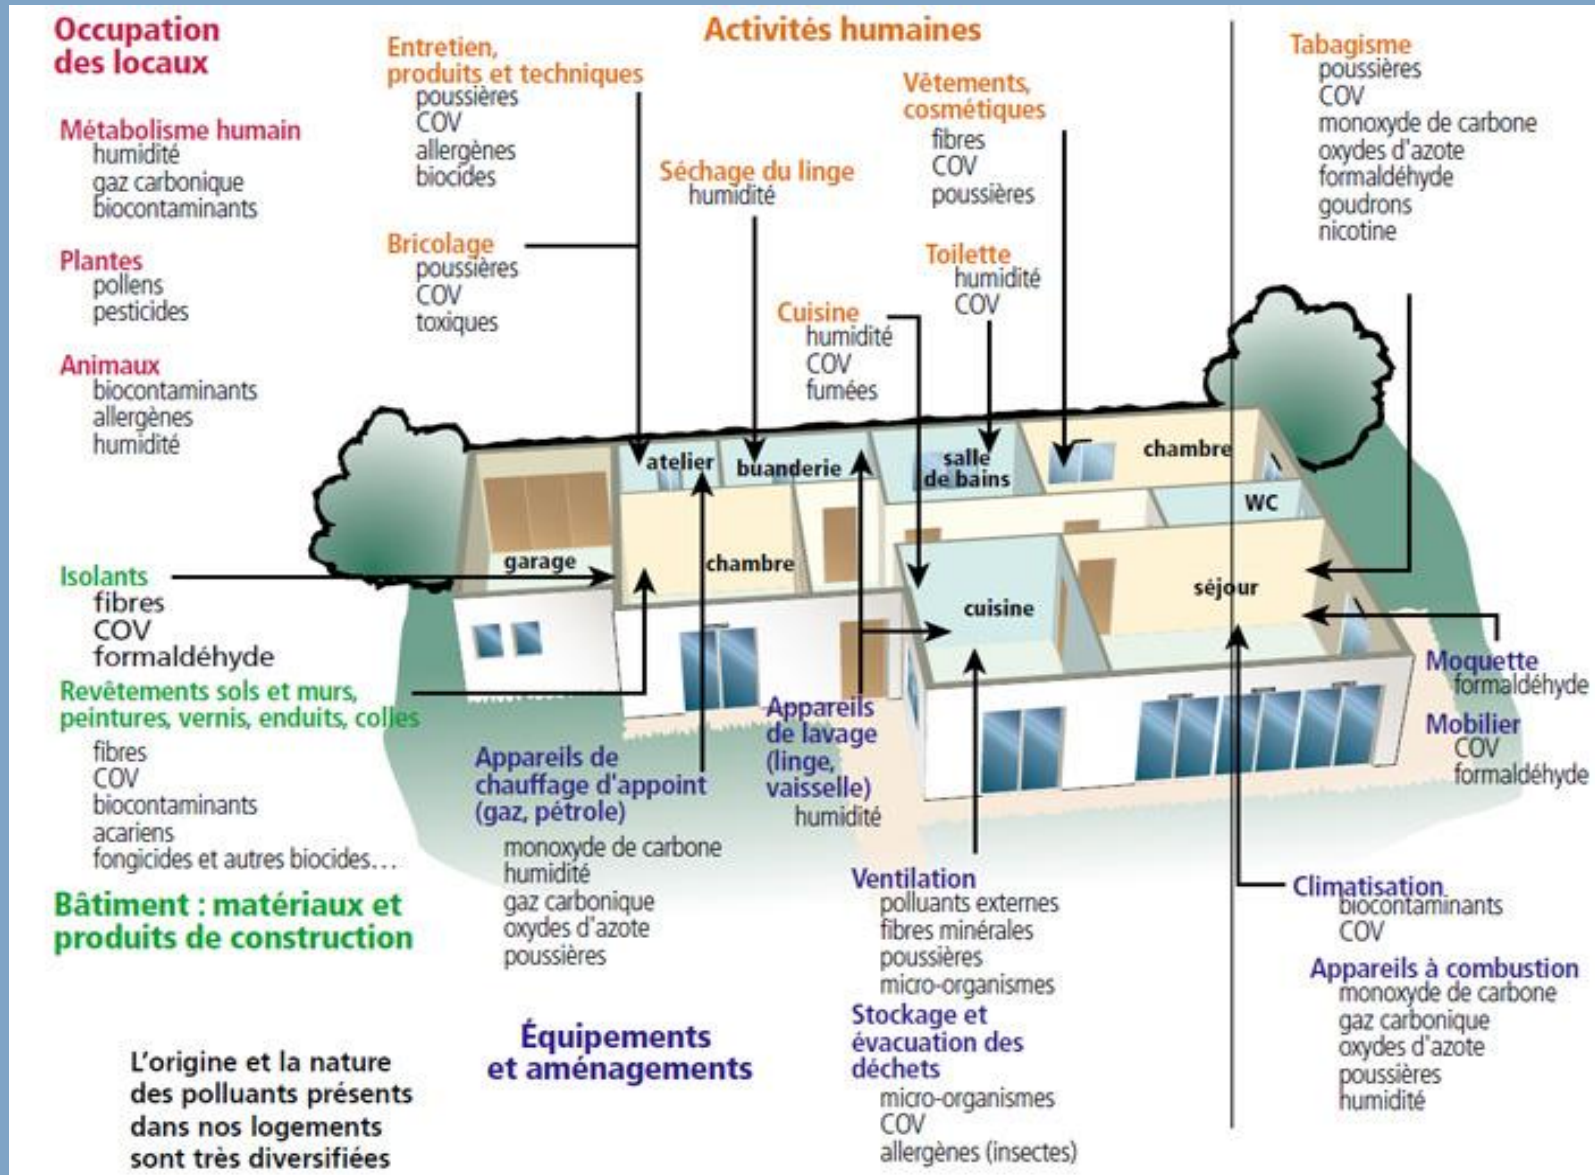 Occupation
des locaux
Métabolisme humain
humidité
gaz carbonique
biocontaminants
Plantes
pollens
pesticides
Animaux
biocontaminants
allergènes
humidité
Activités humaines
Entretien,
produits et techniques
poussières
COV
allergènes
biocides
Bricolage
poussières
COV
toxiques
Séchage du linge
humidité
Vêtements,
cosmétiques
fibres
COV
poussières
Toilette
humidité
COV
Cuisine
humidité
COV
fumées
Tabagisme
poussières
COV
monoxyde de carbone
oxydes d'azote
formaldéhyde
goudrons
nicotine
atelier
buanderie
salle
de bains
chambre
WC
garage
chambre
cuisine
séjour
Isolants
fibres
COV
formaldéhyde
Revêtements sols et murs,
peintures, vernis, enduits, colles
fibres
COV
biocontaminants
acariens
fongicides et autres biocides...
Bâtiment : matériaux et
produits de construction
Appareils de
chauffage d'appoint
(gaz, pétrole)
monoxyde de carbone
humidité
gaz carbonique
oxydes d'azote
poussières
Appareils
de lavage
(linge,
vaisselle)
humidité
Ventilation
polluants externes
fibres minérales
poussières
micro-organismes
Stockage et
évacuation des
déchets
micro-organismes
COV
allergènes (insectes)
Équipements
et aménagements
Moquette
formaldéhyde
Mobilier
COV
formaldéhyde
Climatisation
biocontaminants
COV
Appareils à combustion
monoxyde de carbone
gaz carbonique
oxydes d'azote
poussières
humidité
L'origine et la nature
des polluants présents
dans nos logements
sont très diversifiées